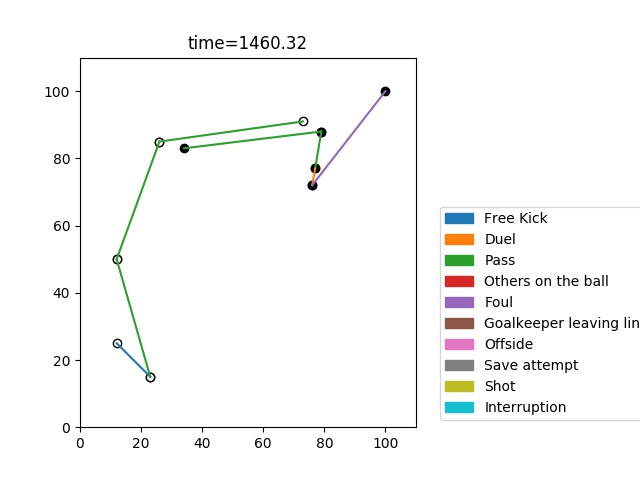 time=1460.32
100
80
60
40
20
0
0 20 40 60 80 100
Free Kick
Duel
Pass
Others on the ball
Foul
Goalkeeper leaving lin
Offside
Save attempt
Shot
Interruption